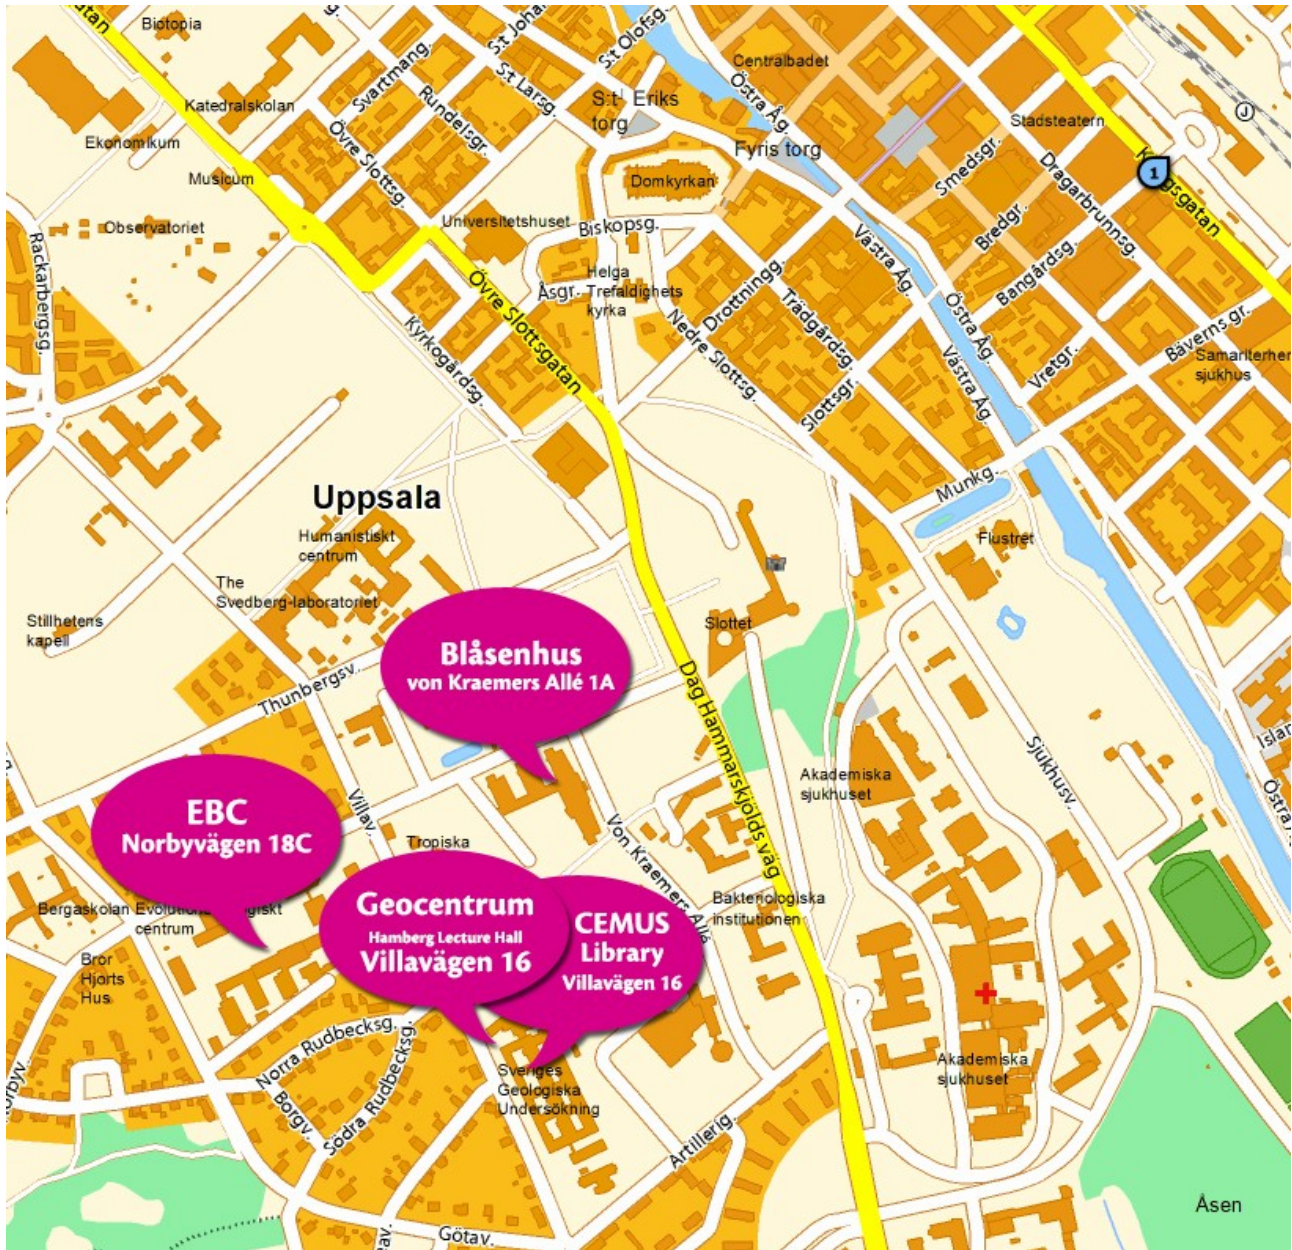 gatan
Biotopia
S:t Joha
S:t Olofsg.
Svartmang.
S:t Larsg.
Centralbadet
Östra Åg.
Katedralskolan
Rundelsgr.
S:t Eriks
torg
Stadsteatern
Ekonomikum
Övre Slottsg.
Fyris torg
Smedsgr.
Dragarbrunnsg.
Kungsgatan
1
J
Musicum
Domkyrkan
Observatoriet
Universitetshuset
Biskopsg.
Bredgr.
Västra Åg.
Rackarbergsg.
Helga
Trefaldighets
kyrka
Åsgr.
Drottningg.
Bangårdsg.
Övre Slottsgatan
Trädgårdsg.
Östra Åg.
Kyrkogårdsg.
Nedre Slottsg.
Bäverns gr.
Samariterhem
sjukhus
Västra Åg.
Vretgr.
Slottsgr.
Munkg.
Uppsala
Humanistiskt
centrum
Flustret
The
Svedberg-laboratoriet
Stillhetens
kapell
Slottet
Blåsenhus
von Kraemers Allé 1A
Thunbergsv.
Dag Hammarskjölds väg
Sjukhusv.
Islan
Östra
Akademiska
sjukhuset
EBC
Norbyvägen 18C
Villav.
Tropiska
Von Kraemers Allé
Geocentrum
Hamberg Lecture Hall
Villavägen 16
CEMUS
Library
Villavägen 16
Bakteriologiska
institutionen
Bergaskolan
centrum
Bror
Hjorts
Hus
Norra Rudbecksg.
Borgv.
Södra Rudbecksg.
Sveriges
Geologiska
Undersökning
Akademiska
sjukhuset
Artillerig.
Götav.
Åsen